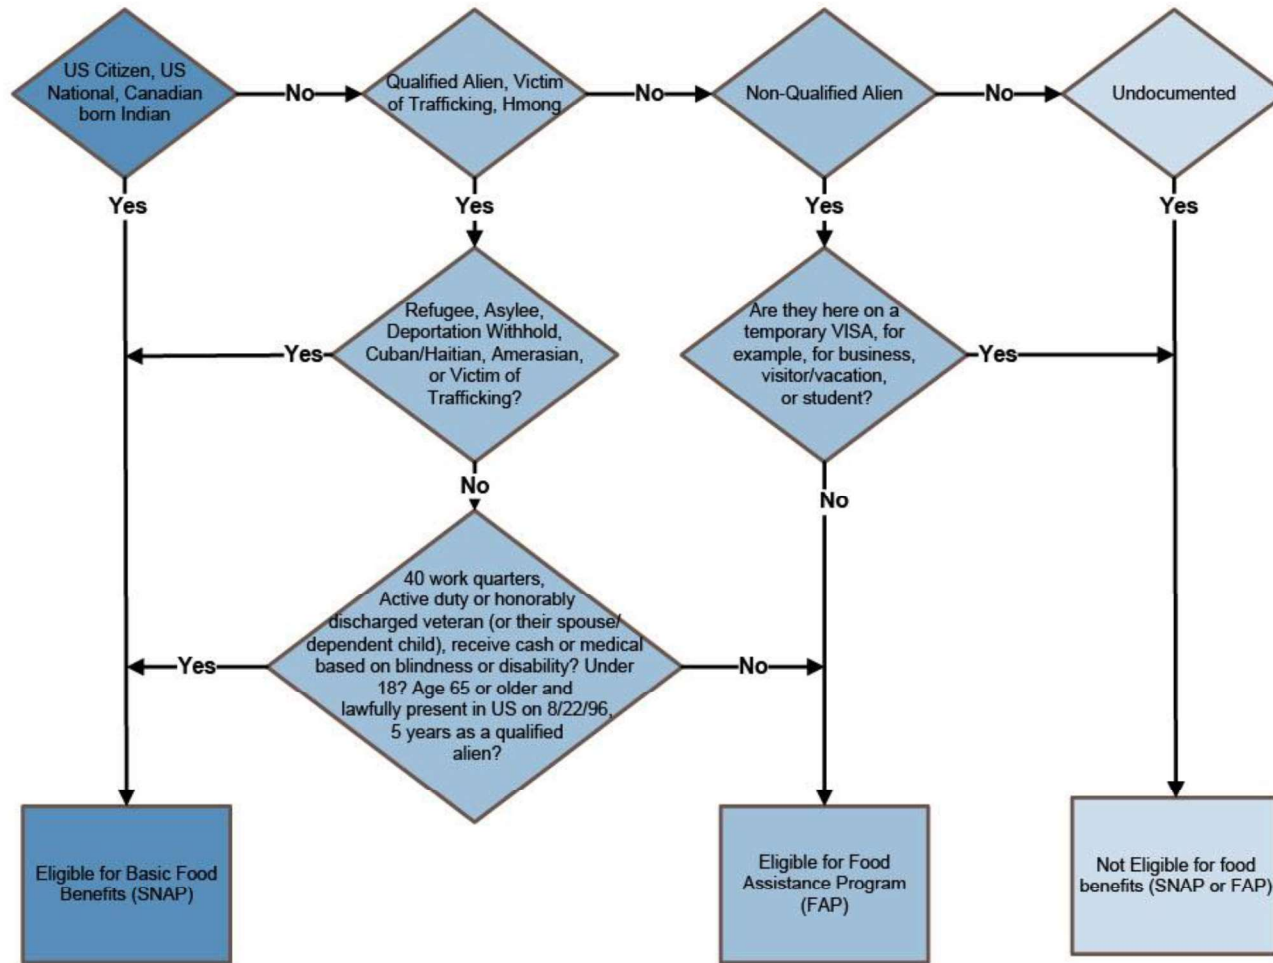 US Citizen, US
National, Canadian
born Indian
No
Qualified Alien, Victim
of Trafficking, Hmong
No
Non-Qualified Alien
No
Undocumented
Yes
Yes
Yes
Yes
Refugee, Asylee,
Deportation Withhold,
Cuban/Haitian, Amerasian,
or Victim of
Trafficking?
Yes
Are they here on a
temporary VISA, for
example, for business,
visitor/vacation,
or student?
Yes
No
No
40 work quarters,
Active duty or honorably
discharged veteran (or their spouse/
dependent child), receive cash or medical
based on blindness or disability? Under
18? Age 65 or older and
lawfully present in US on 8/22/96,
5 years as a qualified
alien?
Yes
No
Eligible for Basic Food
Benefits (SNAP)
Eligible for Food
Assistance Program
(FAP)
Not Eligible for food
benefits (SNAP or FAP)